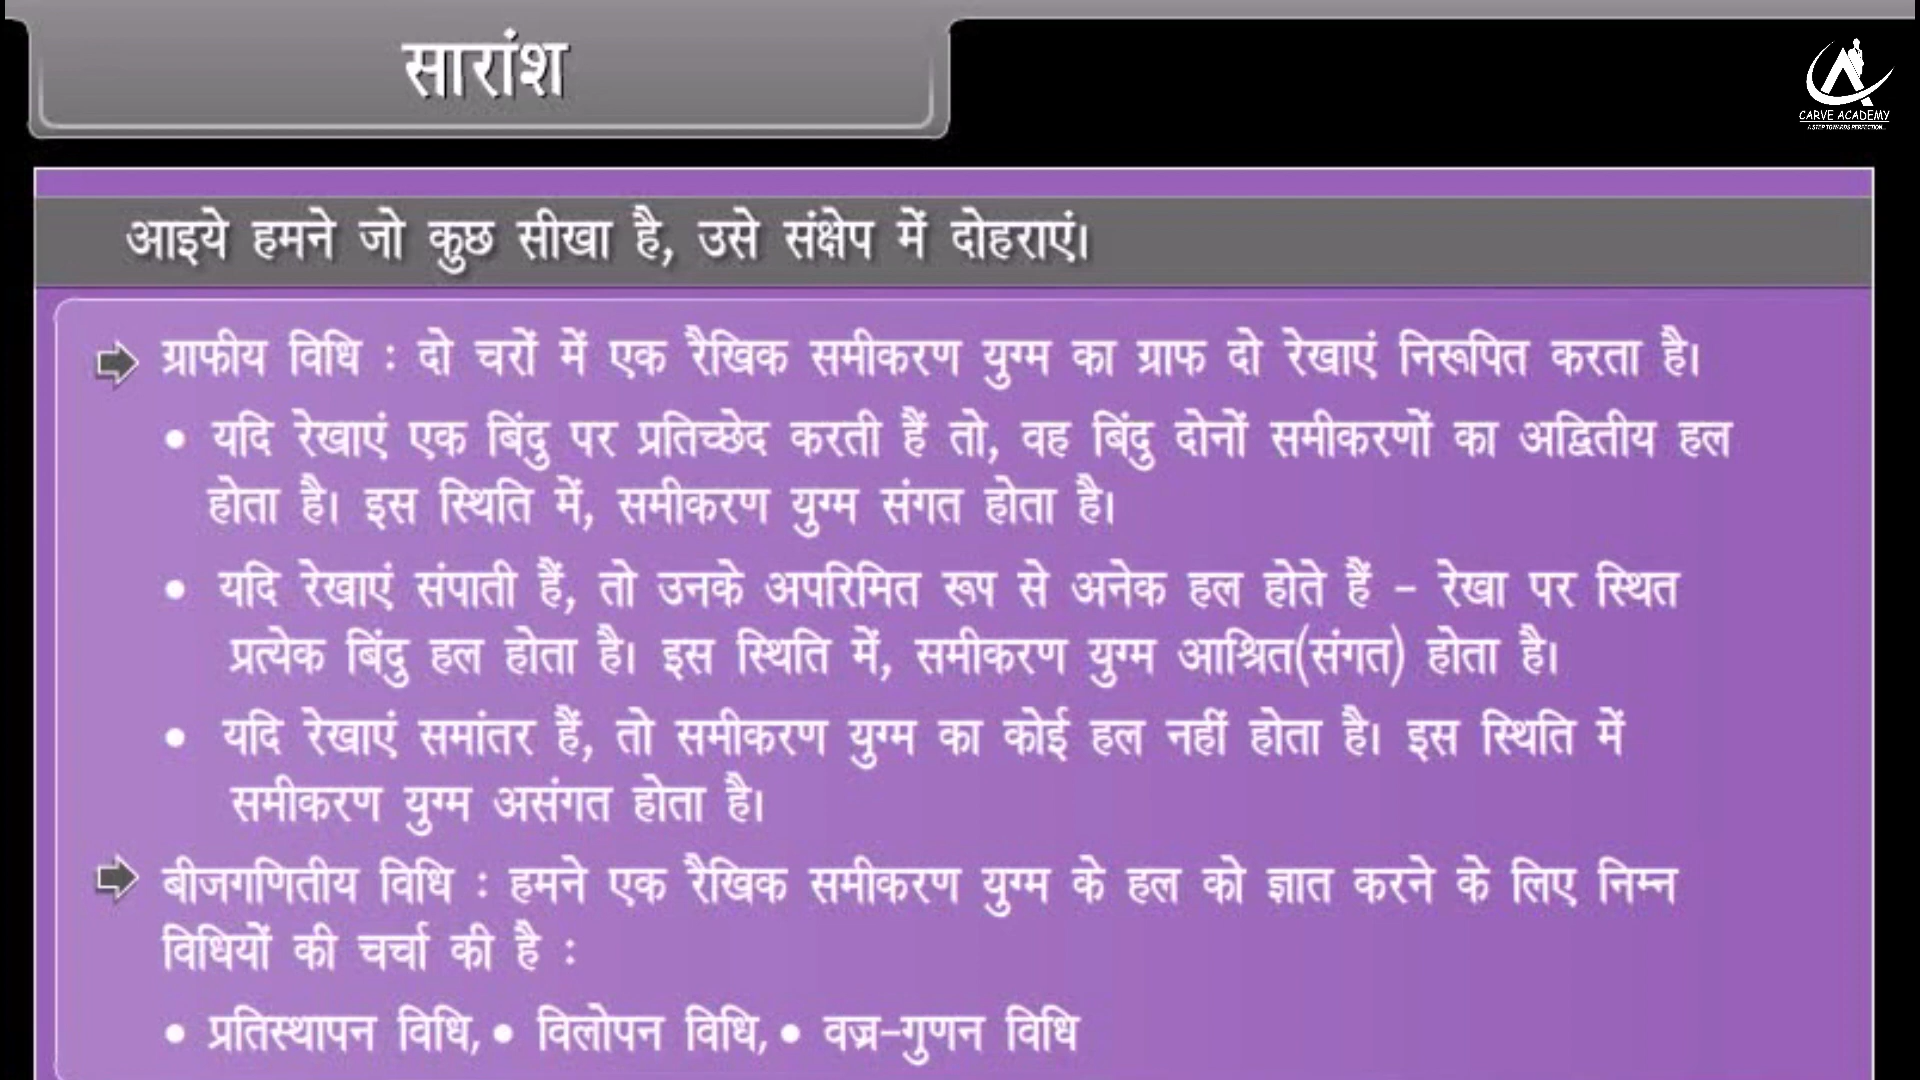 सारांश
CARVE ACADEMY
A STEP TOWARDS PERFECTION...
आइये हमने जो कुछ सीखा है, उसे संक्षेप में दोहराएं।
ग्राफीय विधि : दो चरों में एक रैखिक समीकरण युग्म का ग्राफ दो रेखाएं निरूपित करता है।
• यदि रेखाएं एक बिंदु पर प्रतिच्छेद करती हैं तो, वह बिंदु दोनों समीकरणों का अद्वितीय हल
होता है। इस स्थिति में, समीकरण युग्म संगत होता है।
• यदि रेखाएं संपाती हैं, तो उनके अपरिमित रूप से अनेक हल होते हैं - रेखा पर स्थित
प्रत्येक बिंदु हल होता है। इस स्थिति में, समीकरण युग्म आश्रित(संगत) होता है।
• यदि रेखाएं समांतर हैं, तो समीकरण युग्म का कोई हल नहीं होता है। इस स्थिति में
समीकरण युग्म असंगत होता है।
बीजगणितीय विधि : हमने एक रैखिक समीकरण युग्म के हल को ज्ञात करने के लिए निम्न
विधियों की चर्चा की है :
• प्रतिस्थापन विधि, • विलोपन विधि, • वज्र-गुणन विधि